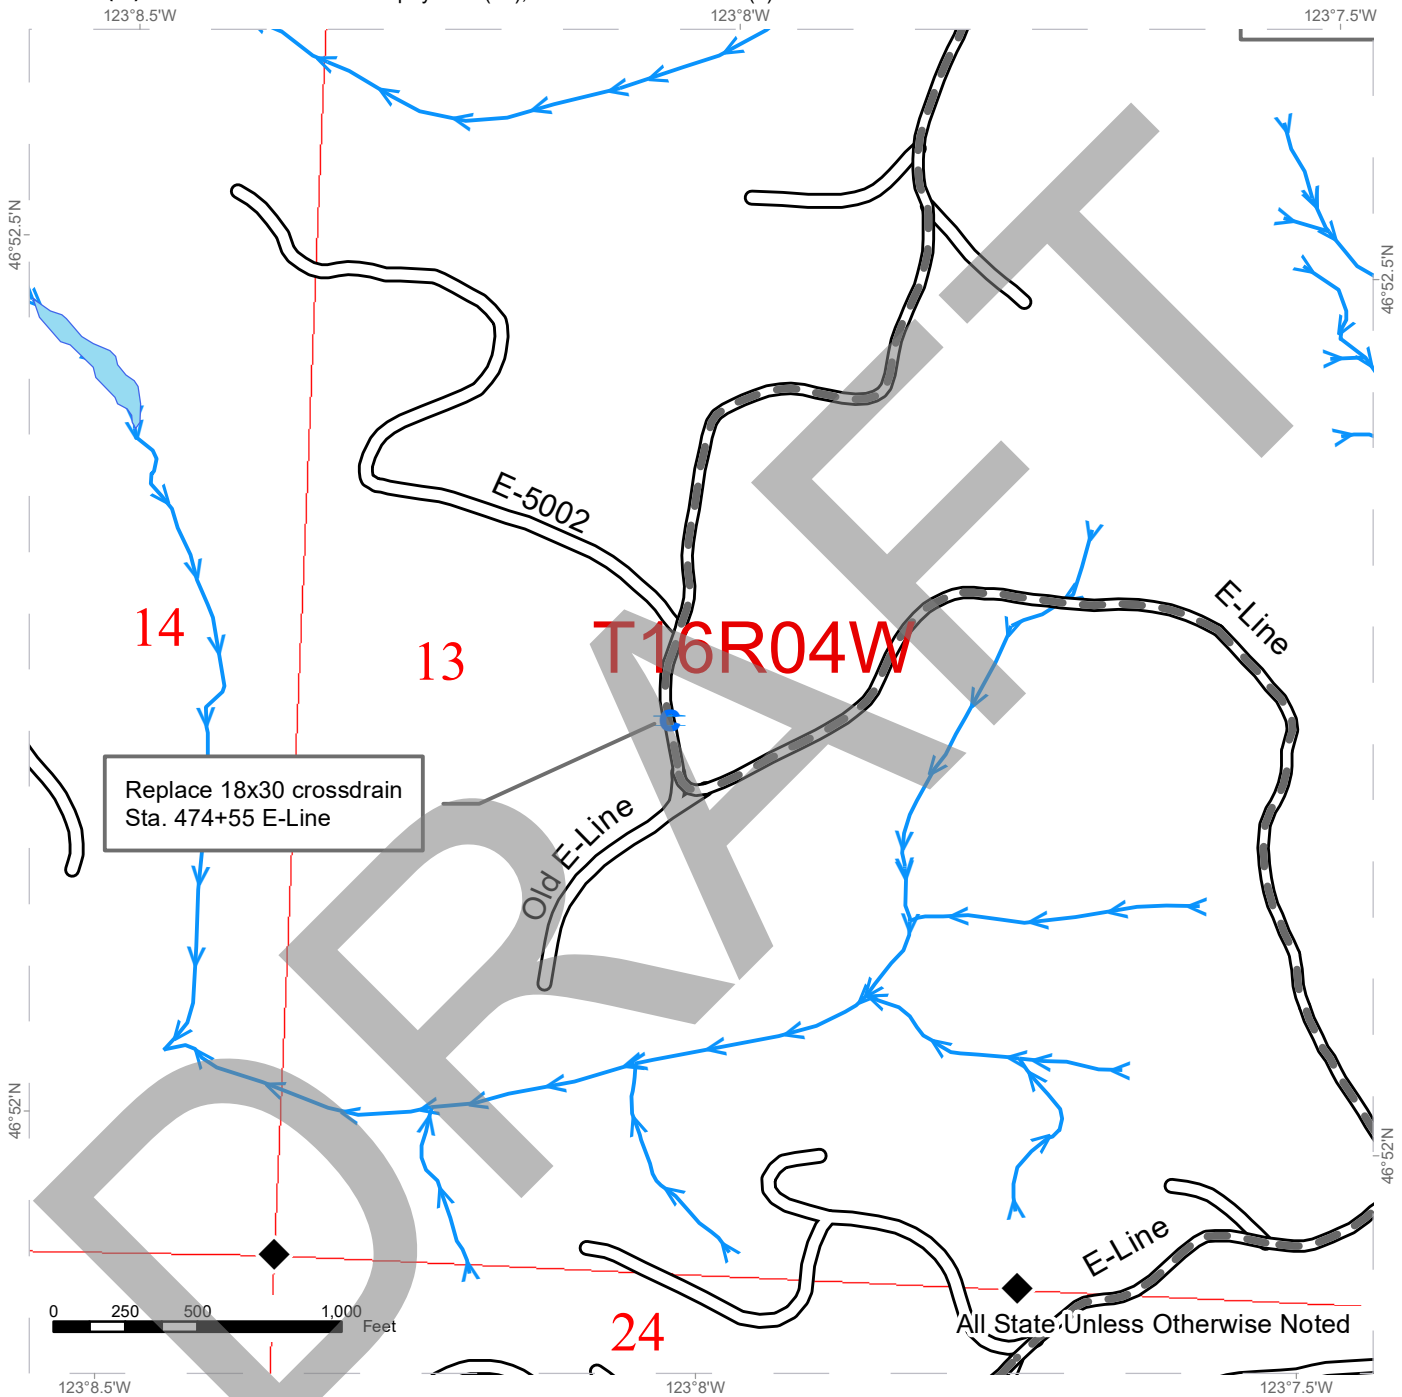 123°8.5'W
123°8'W
123°7.5'W
46°52.5'N
46°52.5'N
E-5002
14
13
T16R04W
E-Line
Replace 18x30 crossdrain
Sta. 474+55 E-Line
Old E-Line
DRAFT
46°52'N
46°52'N
E-Line
0 250 500 1,000
Feet
24
All State Unless Otherwise Noted
123°8.5'W
123°8'W
123°7.5'W